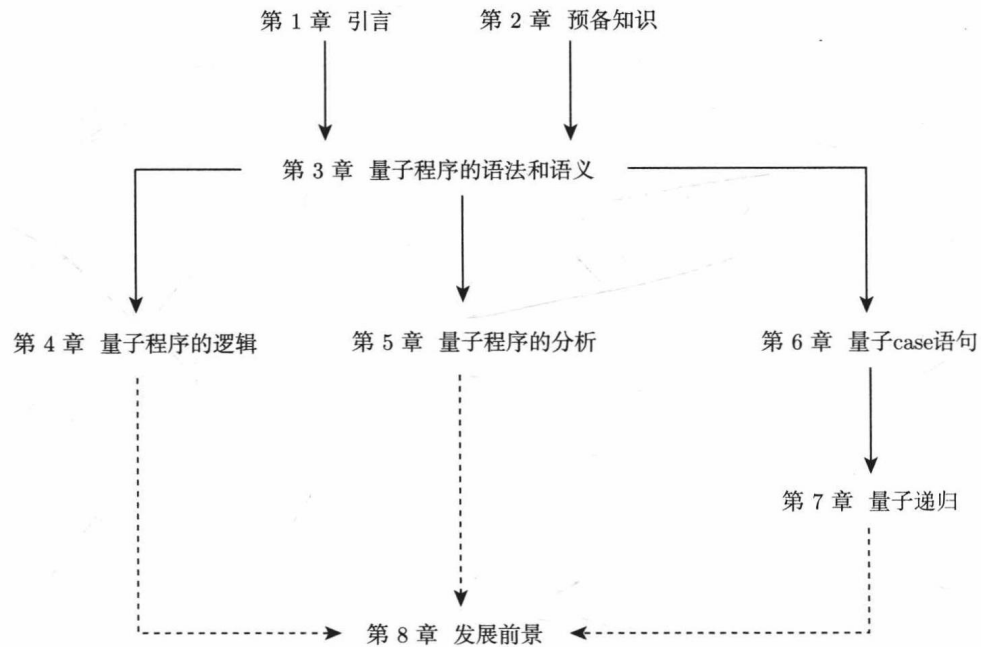 第 1 章 引言
第 2 章 预备知识
第 3 章 量子程序的语法和语义
第 4 章 量子程序的逻辑
第 5 章 量子程序的分析
第 6 章 量子case语句
第 7 章 量子递归
第 8 章 发展前景